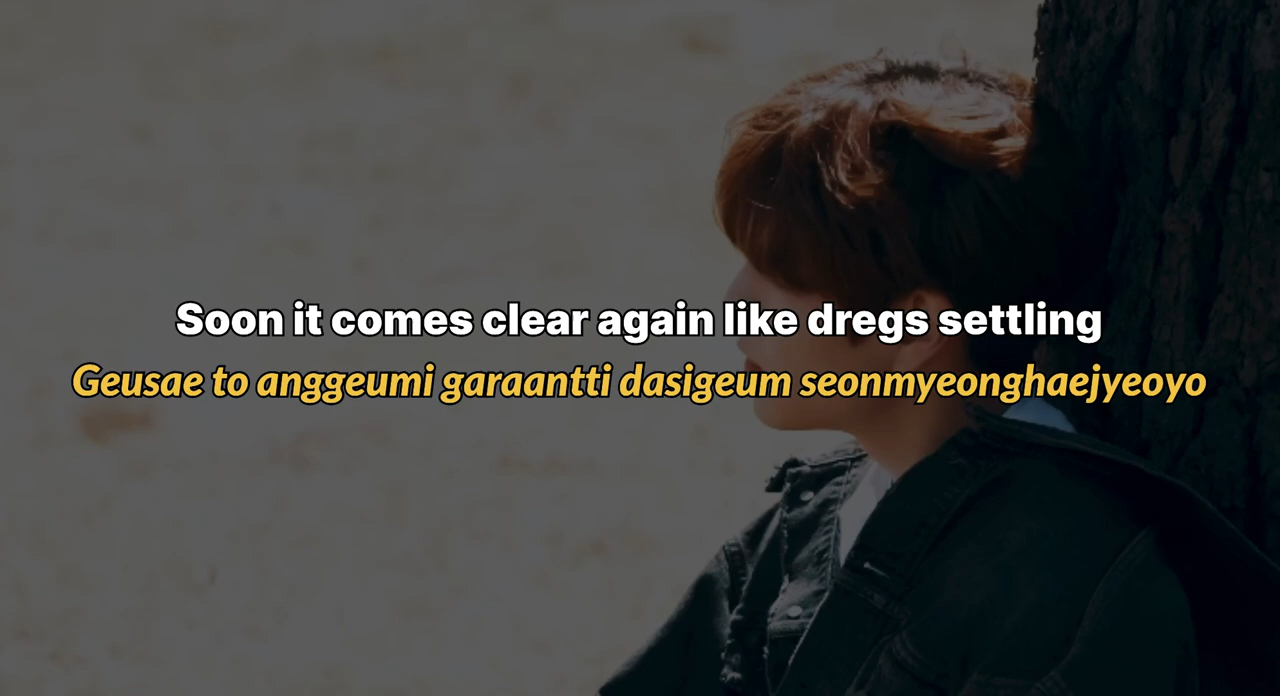 Soon it comes clear again like dregs settling
Geusae to anggeumi garaantti dasigeum seonmyeonghaejyeoyo